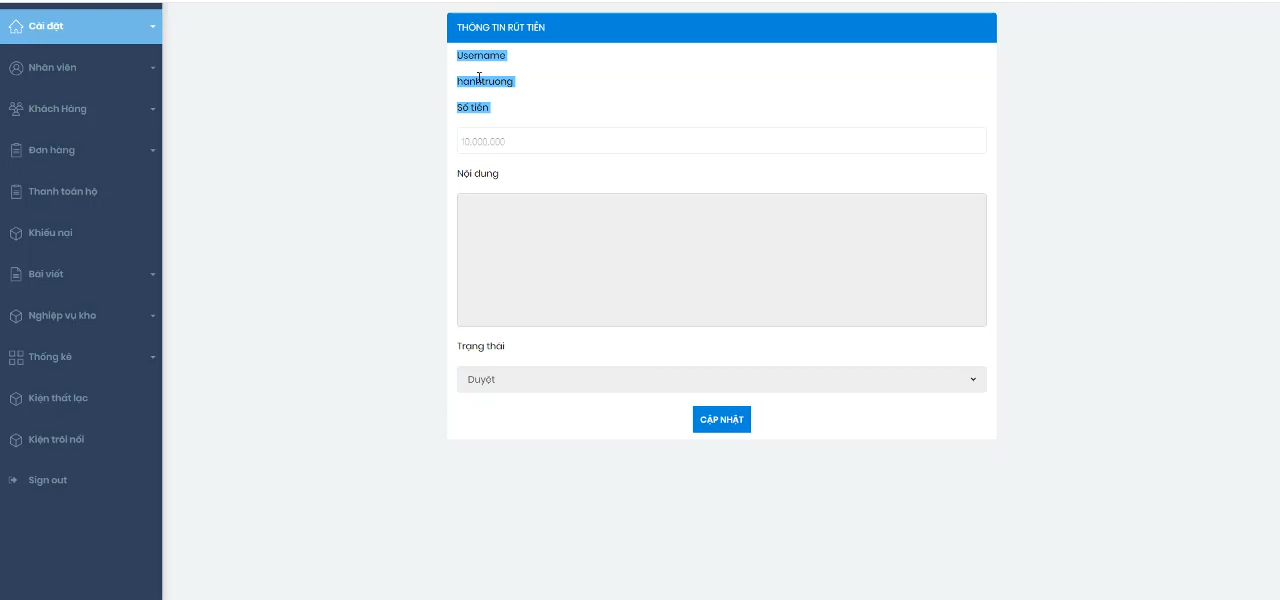 Cài đặt
Nhân viên
Khách Hàng
Đơn hàng
Thanh toán hộ
Khiếu nại
Bài viết
Nghiệp vụ kho
Thống kê
Kiện thất lạc
Kiện trôi nổi
Sign out
THÔNG TIN RÚT TIỀN
Username
hanhtruong
Số tiền
10.000.000
Nội dung
Trạng thái
Duyệt
CẬP NHẬT